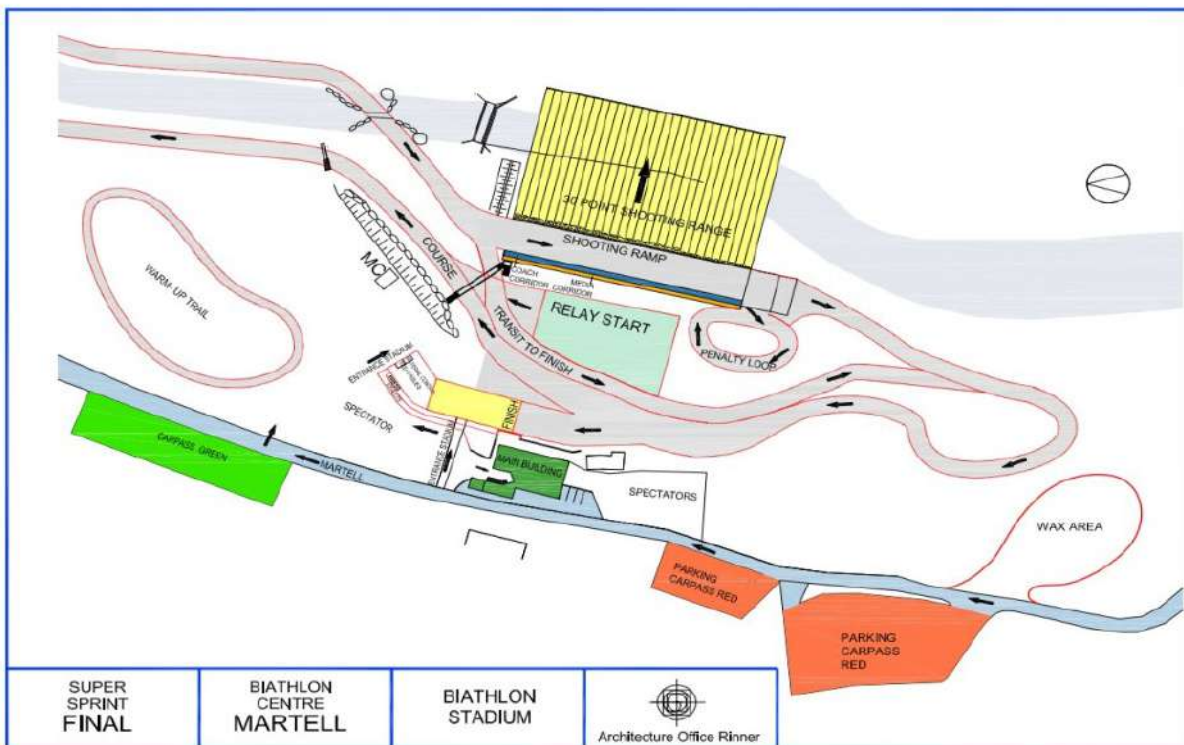 30 POINT SHOOTING RANGE
SHOOTING RAMP
COACH
CORRIDOR
MEDIA
CORRIDOR
COURSE
MC
WARM-UP TRAIL
RELAY START
TRANSIT TO FINISH
PENALTY LOOP
ENTRANCE STADIUM
FINISH
SPECTATOR
ENTRANCE STADIUM
MAIN BUILDING
SPECTATORS
CARPASS GREEN
MARTELL
WAX AREA
PARKING
CARPASS RED
PARKING
CARPASS
RED
SUPER
SPRINT
FINAL
BIATHLON
CENTRE
MARTELL
BIATHLON
STADIUM
Architecture Office Rinner